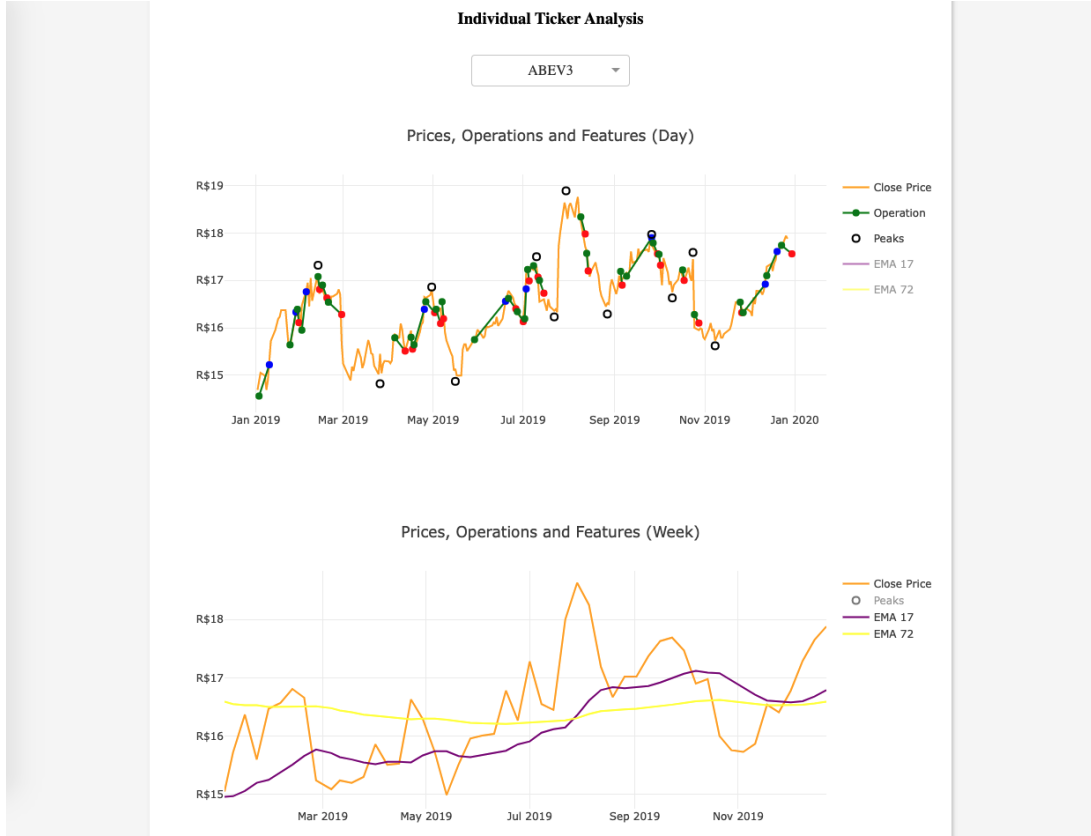 Individual Ticker Analysis
ABEV3
Prices, Operations and Features (Day)
R$19
R$18
R$17
R$16
R$15
Jan 2019 Mar 2019 May 2019 Jul 2019 Sep 2019 Nov 2019 Jan 2020
Close Price
Operation
Peaks
EMA 17
EMA 72
Prices, Operations and Features (Week)
R$18
R$17
R$16
R$15
Mar 2019 May 2019 Jul 2019 Sep 2019 Nov 2019
Close Price
Peaks
EMA 17
EMA 72